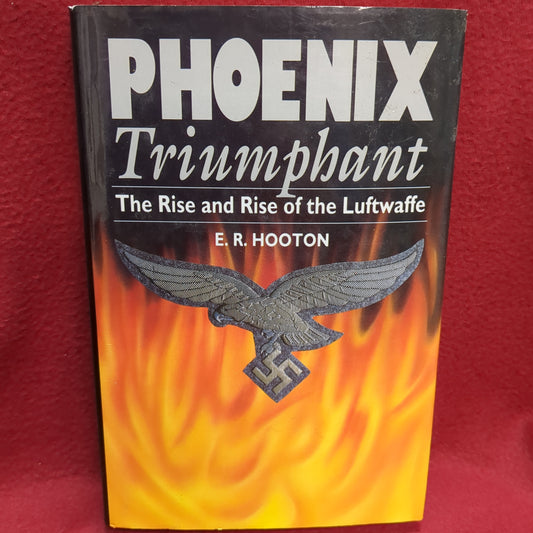 PHOENIX
Triumphant
The Rise and Rise of the Luftwaffe
E. R. HOOTON